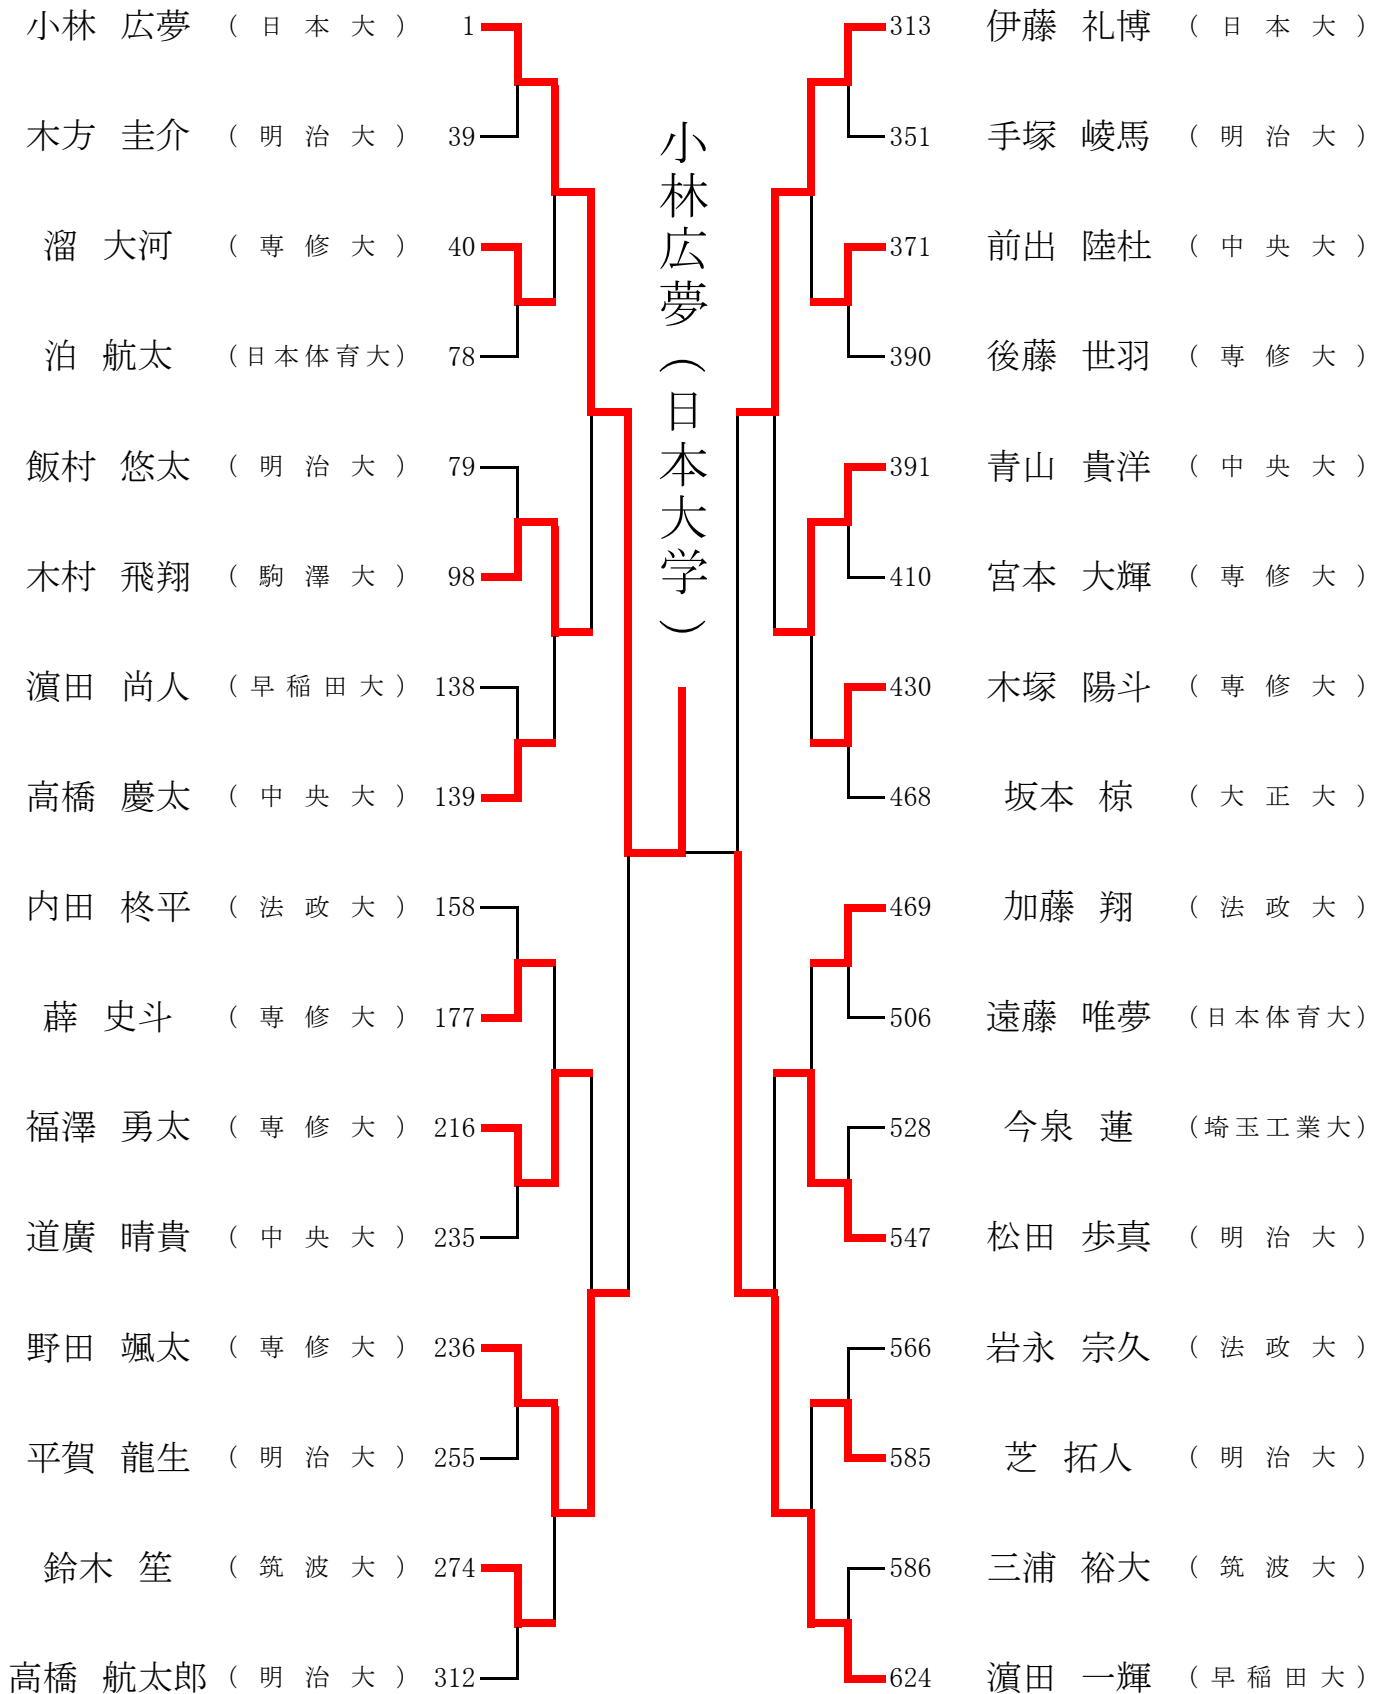 小林 広夢 （日本大） 1
木方 圭介 （明治大） 39
溜 大河 （専修大） 40
泊 航太 （日本体育大） 78
飯村 悠太 （明治大） 79
木村 飛翔 （駒澤大） 98
濵田 尚人 （早稲田大） 138
高橋 慶太 （中央大） 139
内田 柊平 （法政大） 158
薛 史斗 （専修大） 177
福澤 勇太 （専修大） 216
道廣 晴貴 （中央大） 235
野田 颯太 （専修大） 236
平賀 龍生 （明治大） 255
鈴木 笙 （筑波大） 274
高橋 航太郎 （明治大） 312
小林広夢（日本大学）
313 伊藤 礼博 （日本大）
351 手塚 崚馬 （明治大）
371 前出 陸杜 （中央大）
390 後藤 世羽 （専修大）
391 青山 貴洋 （中央大）
410 宮本 大輝 （専修大）
430 木塚 陽斗 （専修大）
468 坂本 椋 （大正大）
469 加藤 翔 （法政大）
506 遠藤 唯夢 （日本体育大）
528 今泉 蓮 （埼玉工業大）
547 松田 歩真 （明治大）
566 岩永 宗久 （法政大）
585 芝 拓人 （明治大）
586 三浦 裕大 （筑波大）
624 濵田 一輝 （早稲田大）